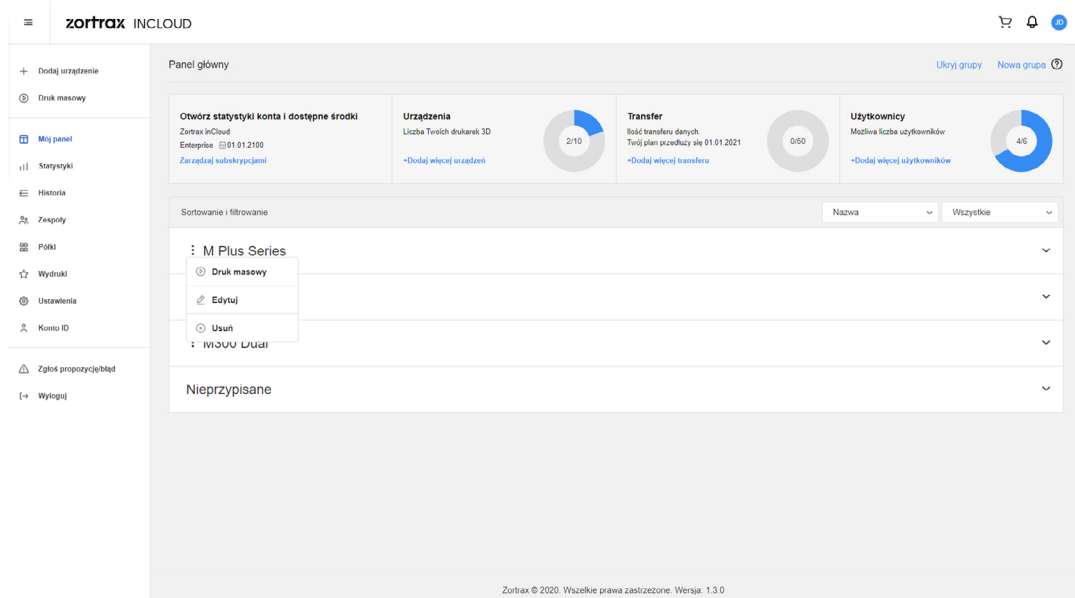 zortrax INCLOUD
JD
Dodaj urządzenie
Druk masowy
Mój panel
Statystyki
Historia
Zespoły
Półki
Wydruki
Ustawienia
Konto ID
Zgłoś propozycję/błąd
Wyloguj
Panel główny
Ukryj grupy
Nowa grupa
Otwórz statystyki konta i dostępne środki
Zortrax inCloud
Enterprise 01.01.2100
Zarządzaj subskrypcjami
Urządzenia
Liczba Twoich drukarek 3D
+Dodaj więcej urządzeń
2/10
Transfer
Ilość transferu danych.
Twój plan przedłuży się 01.01.2021
+Dodaj więcej transferu
0/50
Użytkownicy
Możliwa liczba użytkowników
+Dodaj więcej użytkowników
4/6
Sortowanie i filtrowanie
Nazwa
Wszystkie
M Plus Series
Druk masowy
Edytuj
Usuń
M300 Dual
Nieprzypisane
Zortrax © 2020. Wszelkie prawa zastrzeżone. Wersja: 1.3.0